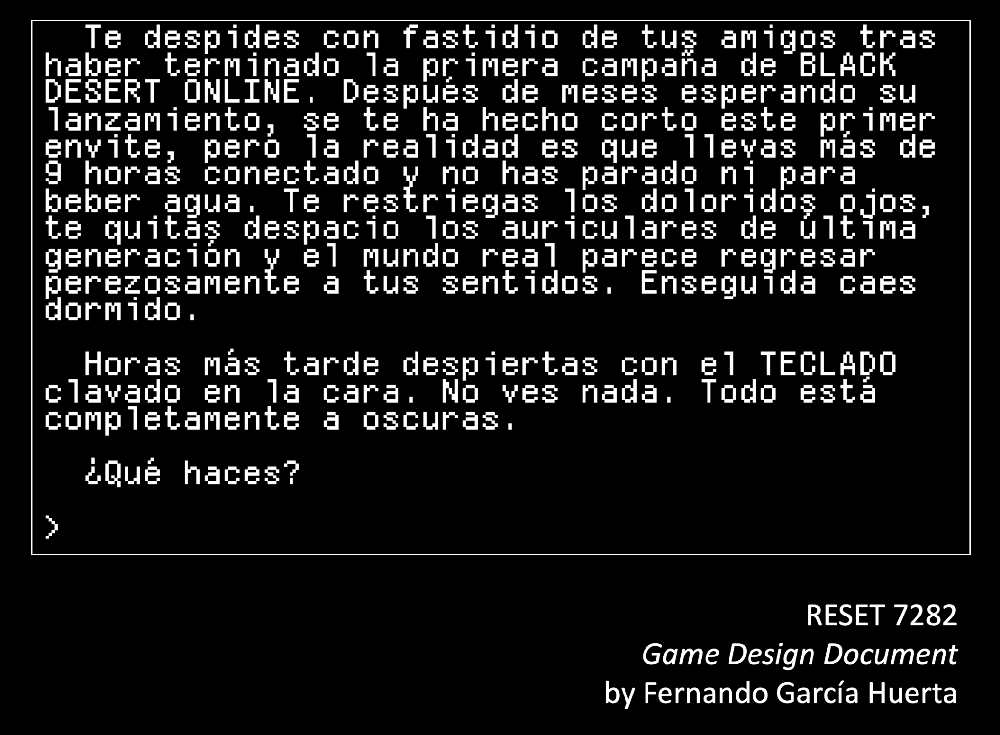 Te despides con fastidio de tus amigos tras
haber terminado la primera campaña de BLACK
DESERT ONLINE. Después de meses esperando su
lanzamiento, se te ha hecho corto este primer
envite, pero la realidad es que llevas más de
9 horas conectado y no has parado ni para
beber agua. Te restriegas los doloridos ojos,
te quitas despacio los auriculares de última
generación y el mundo real parece regresar
perezosamente a tus sentidos. Enseguida caes
dormido.
Horas más tarde despiertas con el TECLADO
clavado en la cara. No ves nada. Todo está
completamente a oscuras.
¿Qué haces?
>
RESET 7282
Game Design Document
by Fernando García Huerta